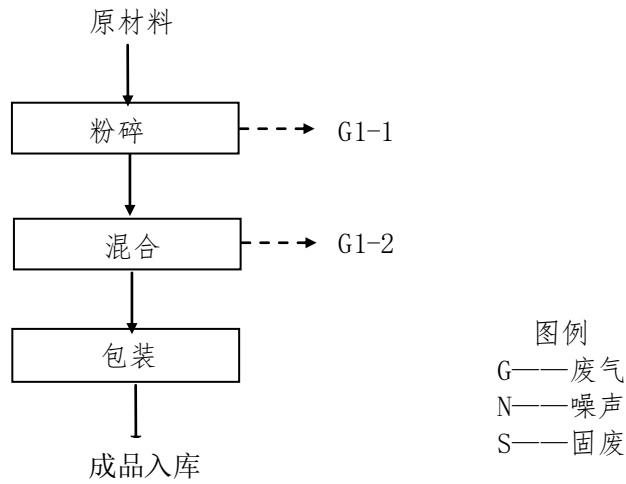 原材料
粉碎
G1-1
混合
G1-2
包装
成品入库
图例
G——废气
N——噪声
S——固废